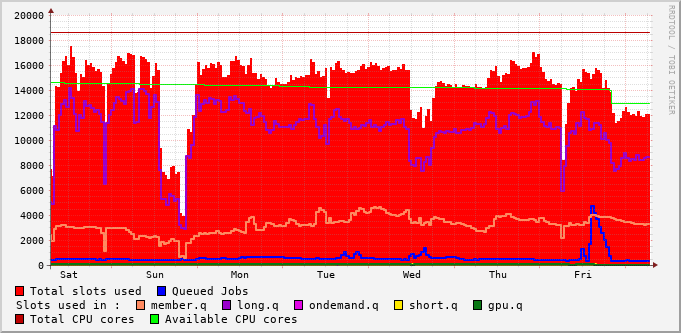 20000
18000
16000
14000
12000
10000
8000
6000
4000
2000
0
Sat Sun Mon Tue Wed Thu Fri
RRDTOOL / TOBI OETIKER
Total slots used Queued Jobs
Slots used in : member.q long.q ondemand.q short.q gpu.q
Total CPU cores Available CPU cores